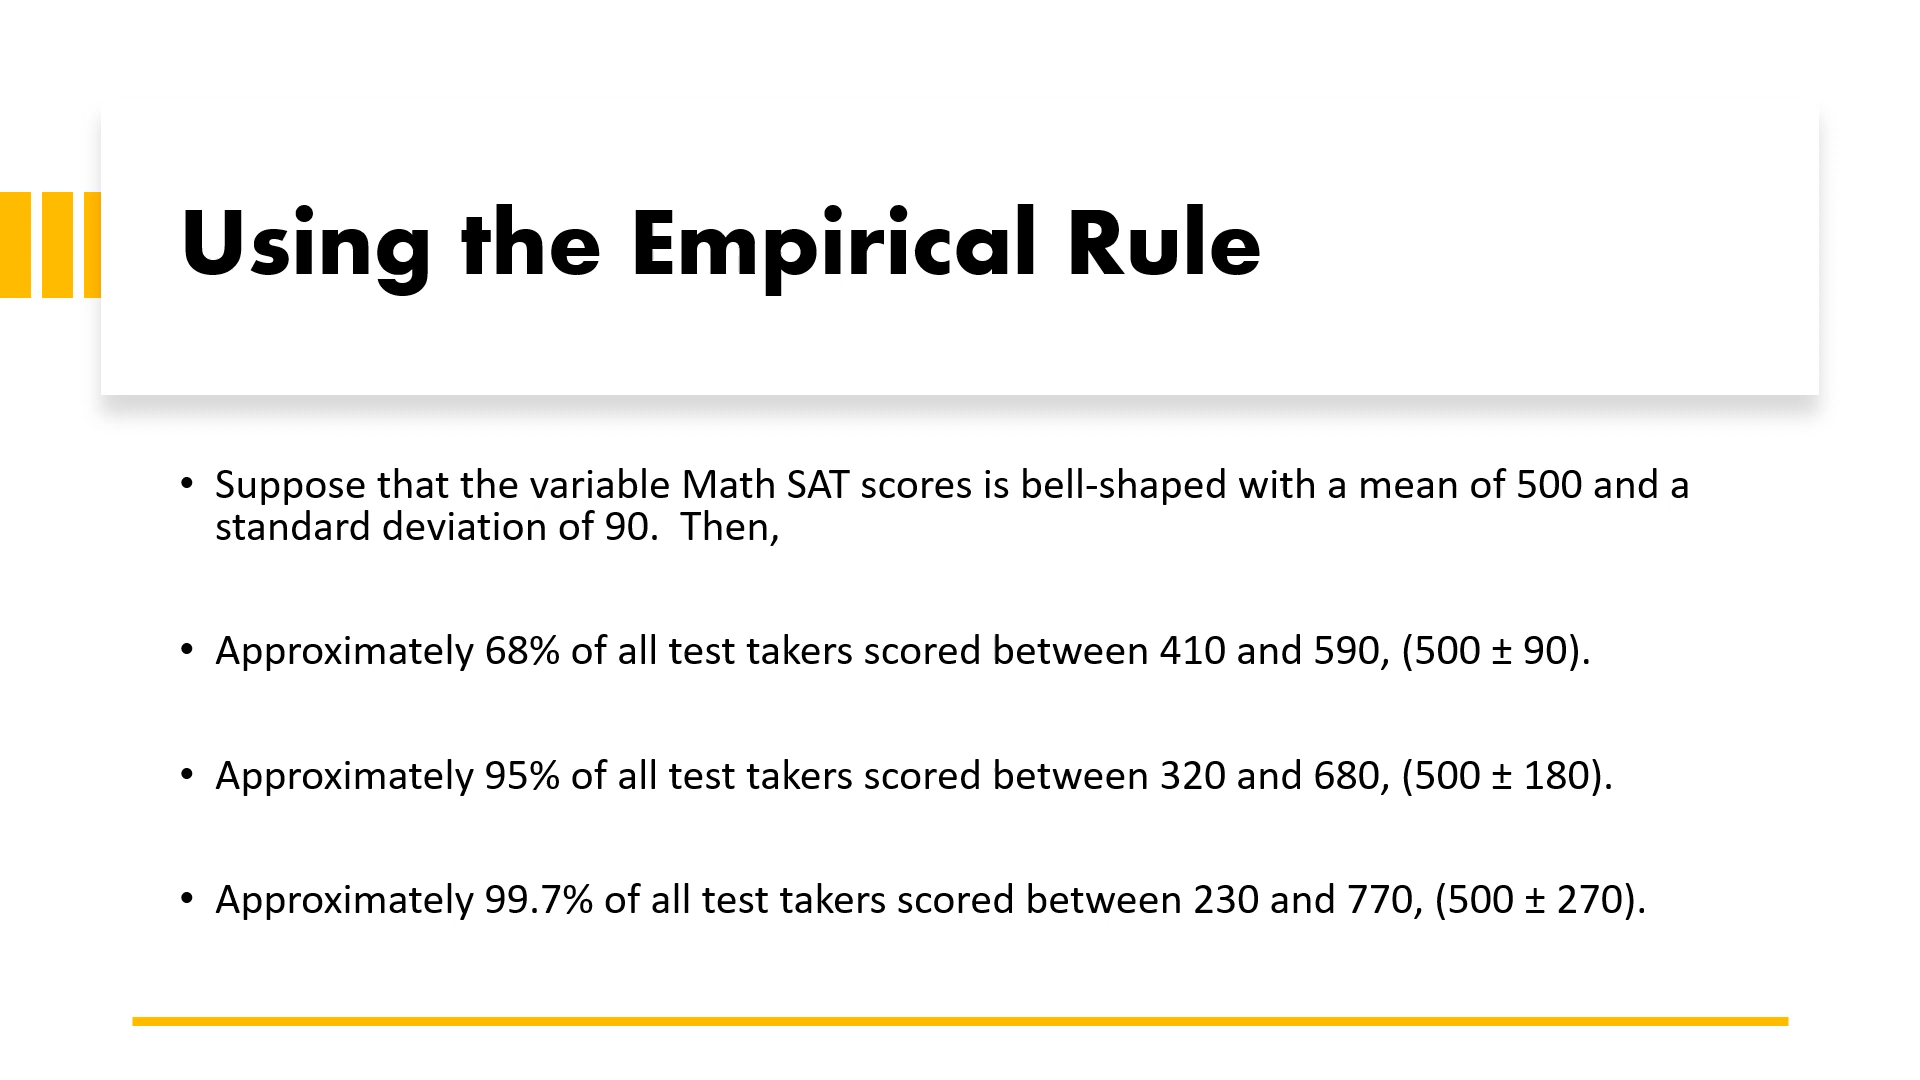 Using the Empirical Rule
• Suppose that the variable Math SAT scores is bell-shaped with a mean of 500 and a
standard deviation of 90.  Then,
• Approximately 68% of all test takers scored between 410 and 590, (500 ± 90).
• Approximately 95% of all test takers scored between 320 and 680, (500 ± 180).
• Approximately 99.7% of all test takers scored between 230 and 770, (500 ± 270).